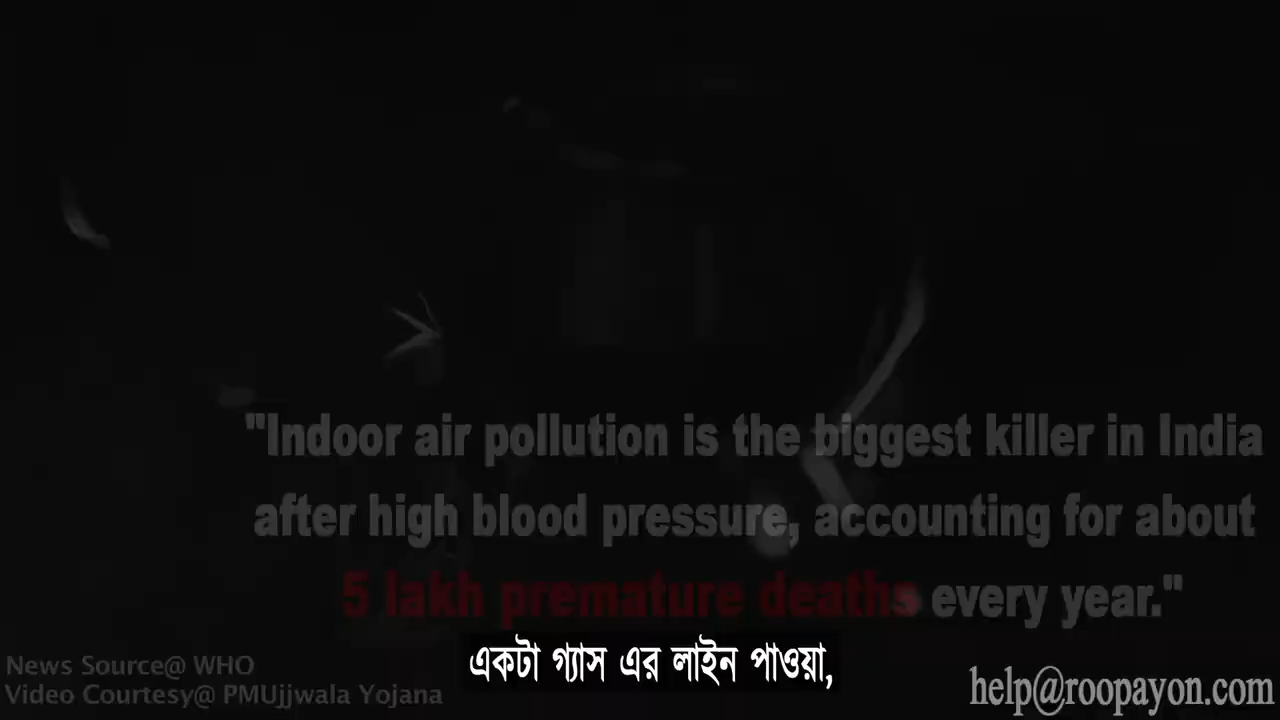 "Indoor air pollution is the biggest killer in India
after high blood pressure, accounting for about
5 lakh premature deaths every year."
একটা গ্যাস এর লাইন পাওয়া,
News Source@ WHO
Video Courtesy@ PMUjjwala Yojana
help@roopayon.com